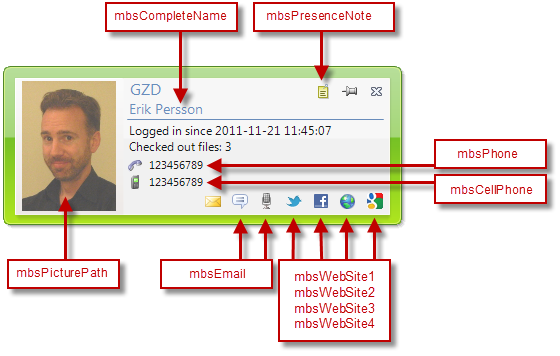 mbsCompleteName
mbsPresenceNote
GZD
Erik Persson
Logged in since 2011-11-21 11:45:07
Checked out files: 3
123456789
mbsPhone
123456789
mbsCellPhone
mbsPicturePath
mbsEmail
mbsWebSite1
mbsWebSite2
mbsWebSite3
mbsWebSite4